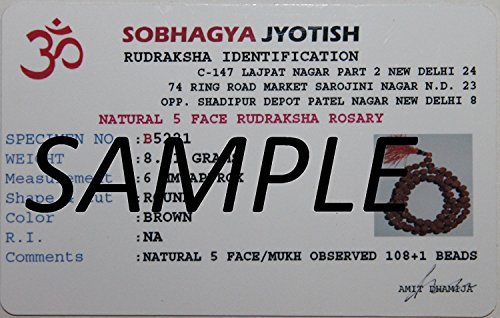 ॐ SOBHAGYA JYOTISH
RUDRAKSHA IDENTIFICATION
C-147 LAJPAT NAGAR PART 2 NEW DELHI 24
74 RING ROAD MARKET SAROJINI NAGAR N.D. 23
OPP. SHADIPUR DEPOT PATEL NAGAR NEW DELHI 8
NATURAL 5 FACE RUDRAKSHA ROSARY
SPECIMEN NO :
WEIGHT : GRAMS
Measurement : 6
Shape & Cut : ROUND
Color : BROWN
R.I. : NA
Comments : NATURAL 5 FACE/MUKH OBSERVED 108+1 BEADS
SAMPLE
AMIT DHAMIJA